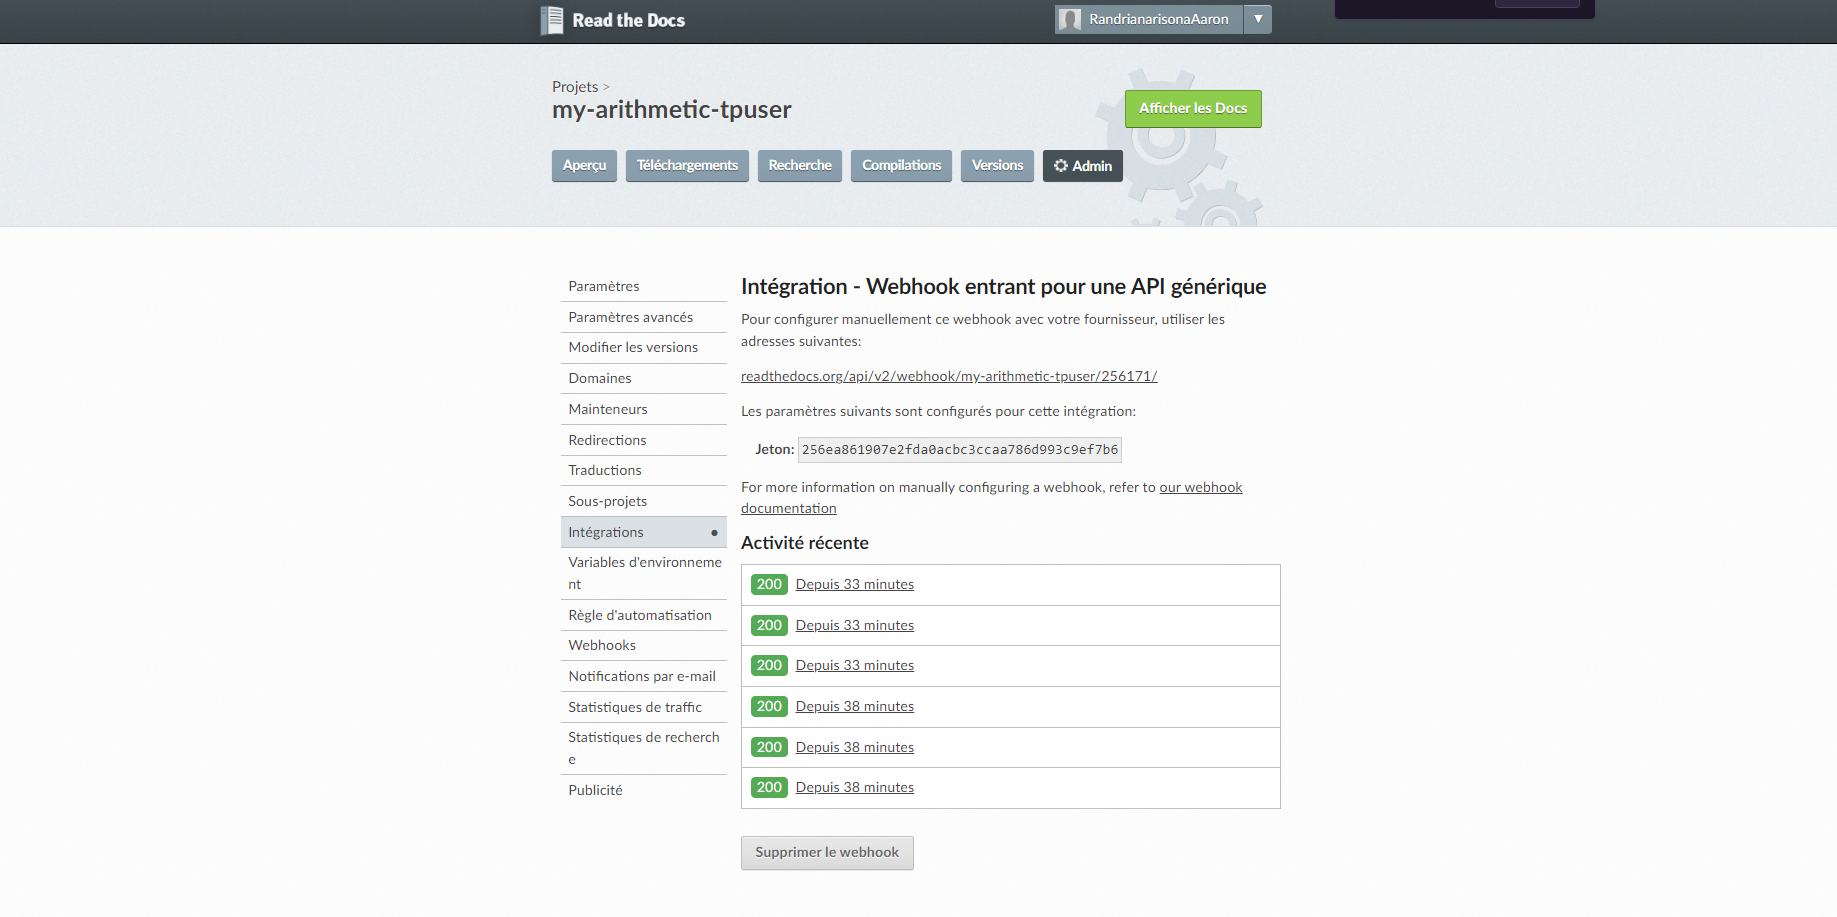 Read the Docs
RandrianarisonaAaron
Projets >
my-arithmetic-tpuser
Afficher les Docs
Aperçu
Téléchargements
Recherche
Compilations
Versions
Admin
Paramètres
Paramètres avancés
Modifier les versions
Domaines
Mainteneurs
Redirections
Traductions
Sous-projets
Intégrations
Variables d'environneme
nt
Règle d'automatisation
Webhooks
Notifications par e-mail
Statistiques de traffic
Statistiques de recherch
e
Publicité
Intégration - Webhook entrant pour une API générique
Pour configurer manuellement ce webhook avec votre fournisseur, utiliser les
adresses suivantes:
readthedocs.org/api/v2/webhook/my-arithmetic-tpuser/256171/
Les paramètres suivants sont configurés pour cette intégration:
Jeton: 256ea861907e2fda0acbc3ccaa786d993c9ef7b6
For more information on manually configuring a webhook, refer to our webhook
documentation
Activité récente
200 Depuis 33 minutes
200 Depuis 33 minutes
200 Depuis 33 minutes
200 Depuis 38 minutes
200 Depuis 38 minutes
200 Depuis 38 minutes
Supprimer le webhook